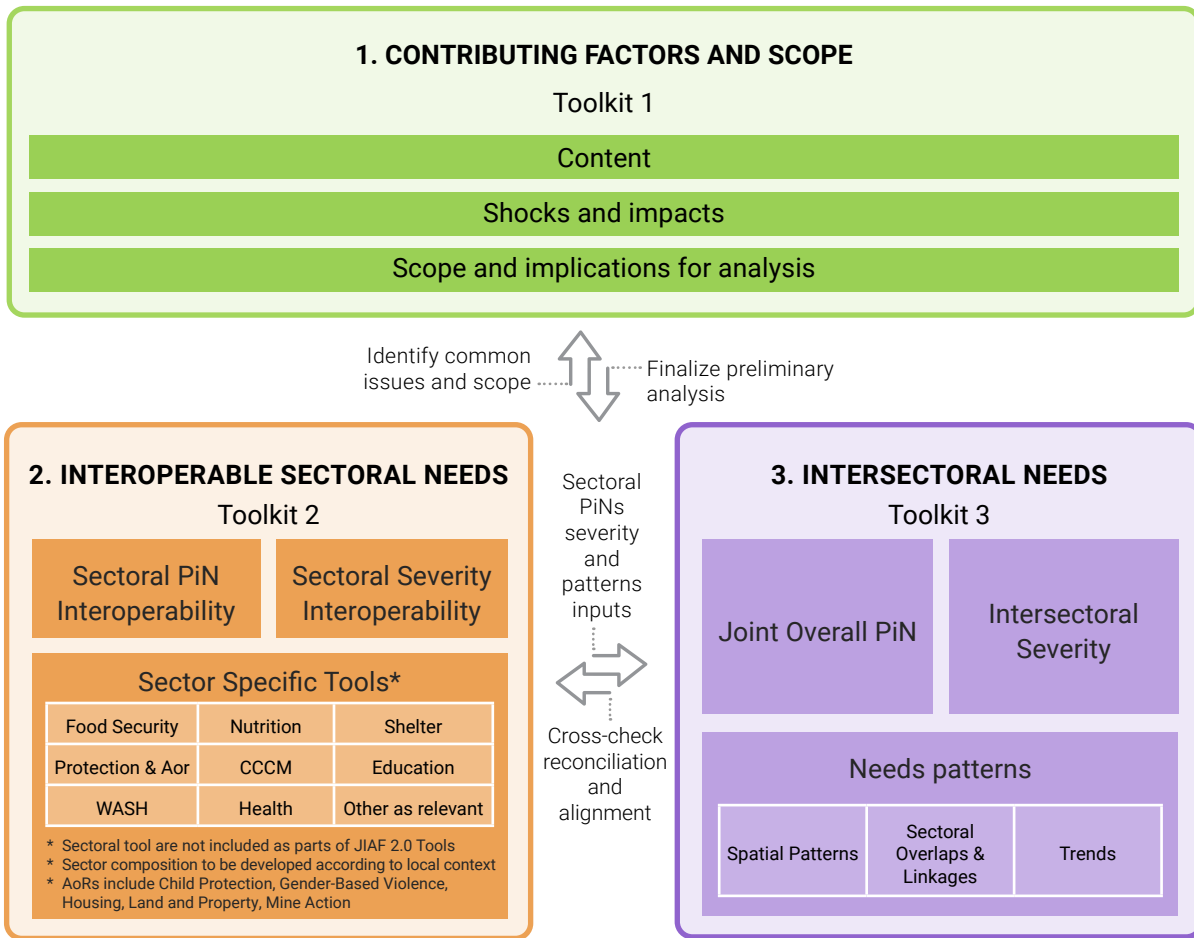 1. CONTRIBUTING FACTORS AND SCOPE
Toolkit 1
Content
Shocks and impacts
Scope and implications for analysis
Identify common
issues and scope
Finalize preliminary
analysis
2. INTEROPERABLE SECTORAL NEEDS
Toolkit 2
Sectoral PiN
Interoperability
Sectoral Severity
Interoperability
Sector Specific Tools*
Food Security
Nutrition
Shelter
Protection & Aor
CCCM
Education
WASH
Health
Other as relevant
* Sectoral tool are not included as parts of JIAF 2.0 Tools
* Sector composition to be developed according to local context
* AoRs include Child Protection, Gender-Based Violence,
Housing, Land and Property, Mine Action
Sectoral
PiNs
severity
and
patterns
inputs
Cross-check
reconciliation
and
alignment
3. INTERSECTORAL NEEDS
Toolkit 3
Joint Overall PiN
Intersectoral
Severity
Needs patterns
Spatial Patterns
Sectoral
Overlaps &
Linkages
Trends